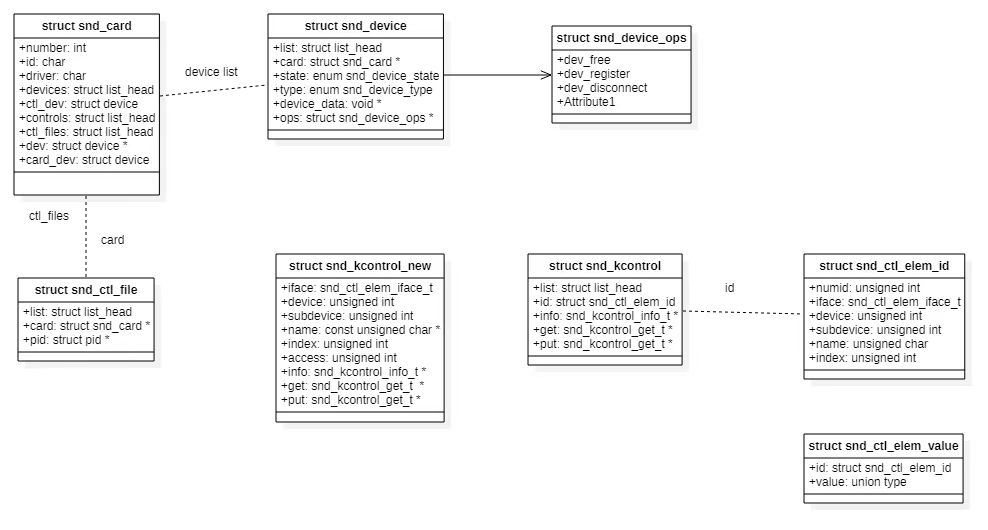 struct snd_card
+number: int
+id: char
+driver: char
+devices: struct list_head
+ctl_dev: struct device
+controls: struct list_head
+ctl_files: struct list_head
+dev: struct device *
+card_dev: struct device
device list
struct snd_device
+list: struct list_head
+card: struct snd_card *
+state: enum snd_device_state
+type: enum snd_device_type
+device_data: void *
+ops: struct snd_device_ops *
struct snd_device_ops
+dev_free
+dev_register
+dev_disconnect
+Attribute1
ctl_files
card
struct snd_ctl_file
+list: struct list_head
+card: struct snd_card *
+pid: struct pid *
struct snd_kcontrol_new
+iface: snd_ctl_elem_iface_t
+device: unsigned int
+subdevice: unsigned int
+name: const unsigned char *
+index: unsigned int
+access: unsigned int
+info: snd_kcontrol_info_t *
+get: snd_kcontrol_get_t  *
+put: snd_kcontrol_get_t *
struct snd_kcontrol
+list: struct list_head
+id: struct snd_ctl_elem_id
+info: snd_kcontrol_info_t *
+get: snd_kcontrol_get_t *
+put: snd_kcontrol_get_t *
id
struct snd_ctl_elem_id
+numid: unsigned int
+iface: snd_ctl_elem_iface_t
+device: unsigned int
+subdevice: unsigned int
+name: unsigned char
+index: unsigned int
struct snd_ctl_elem_value
+id: struct snd_ctl_elem_id
+value: union type